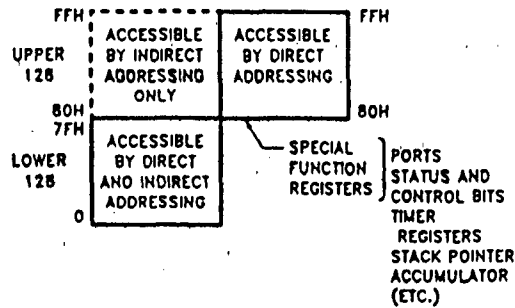 FFH
FFH
UPPER
128
ACCESSIBLE
BY INDIRECT
ADDRESSING
ONLY
ACCESSIBLE
BY DIRECT
ADDRESSING
80H
80H
7FH
LOWER
128
ACCESSIBLE
BY DIRECT
AND INDIRECT
ADDRESSING
0
SPECIAL
FUNCTION
REGISTERS
PORTS
STATUS AND
CONTROL BITS
TIMER
REGISTERS
STACK POINTER
ACCUMULATOR
(ETC.)